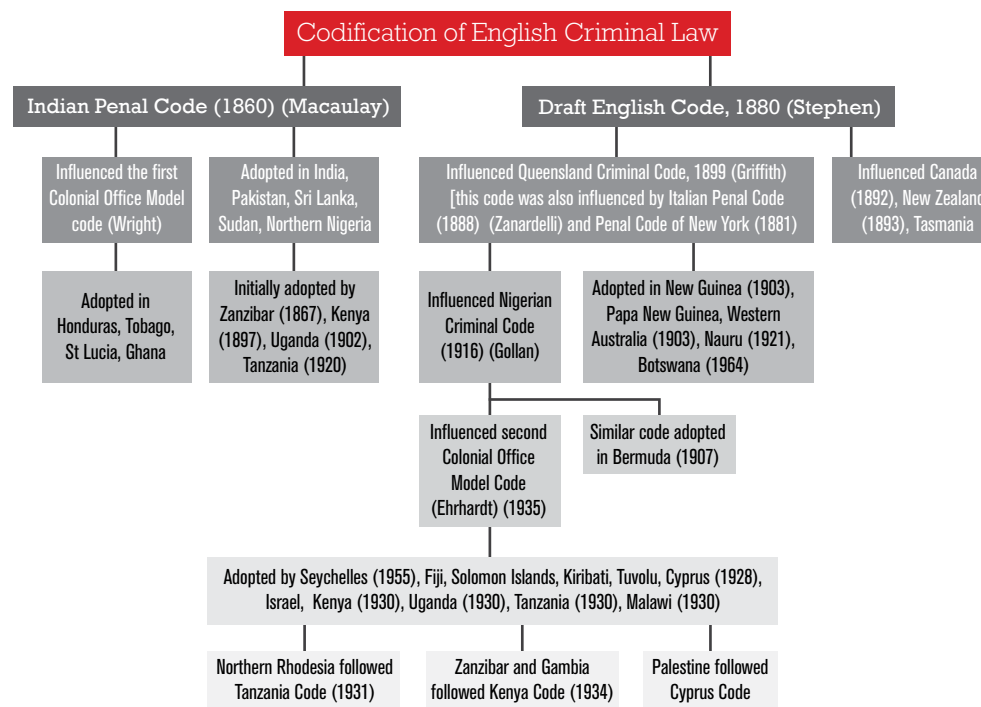 Codification of English Criminal Law
Indian Penal Code (1860) (Macaulay)
Draft English Code, 1880 (Stephen)
Influenced the first
Colonial Office Model
code (Wright)
Adopted in India,
Pakistan, Sri Lanka,
Sudan, Northern Nigeria
Influenced Queensland Criminal Code, 1899 (Griffith)
[this code was also influenced by Italian Penal Code
(1888) (Zanardelli) and Penal Code of New York (1881)
Influenced Canada
(1892), New Zealand
(1893), Tasmania
Adopted in
Honduras, Tobago,
St Lucia, Ghana
Initially adopted by
Zanzibar (1867), Kenya
(1897), Uganda (1902),
Tanzania (1920)
Influenced Nigerian
Criminal Code
(1916) (Gollan)
Adopted in New Guinea (1903),
Papa New Guinea, Western
Australia (1903), Nauru (1921),
Botswana (1964)
Influenced second
Colonial Office
Model Code
(Ehrhardt) (1935)
Similar code adopted
in Bermuda (1907)
Adopted by Seychelles (1955), Fiji, Solomon Islands, Kiribati, Tuvolu, Cyprus (1928),
Israel, Kenya (1930), Uganda (1930), Tanzania (1930), Malawi (1930)
Northern Rhodesia followed
Tanzania Code (1931)
Zanzibar and Gambia
followed Kenya Code (1934)
Palestine followed
Cyprus Code